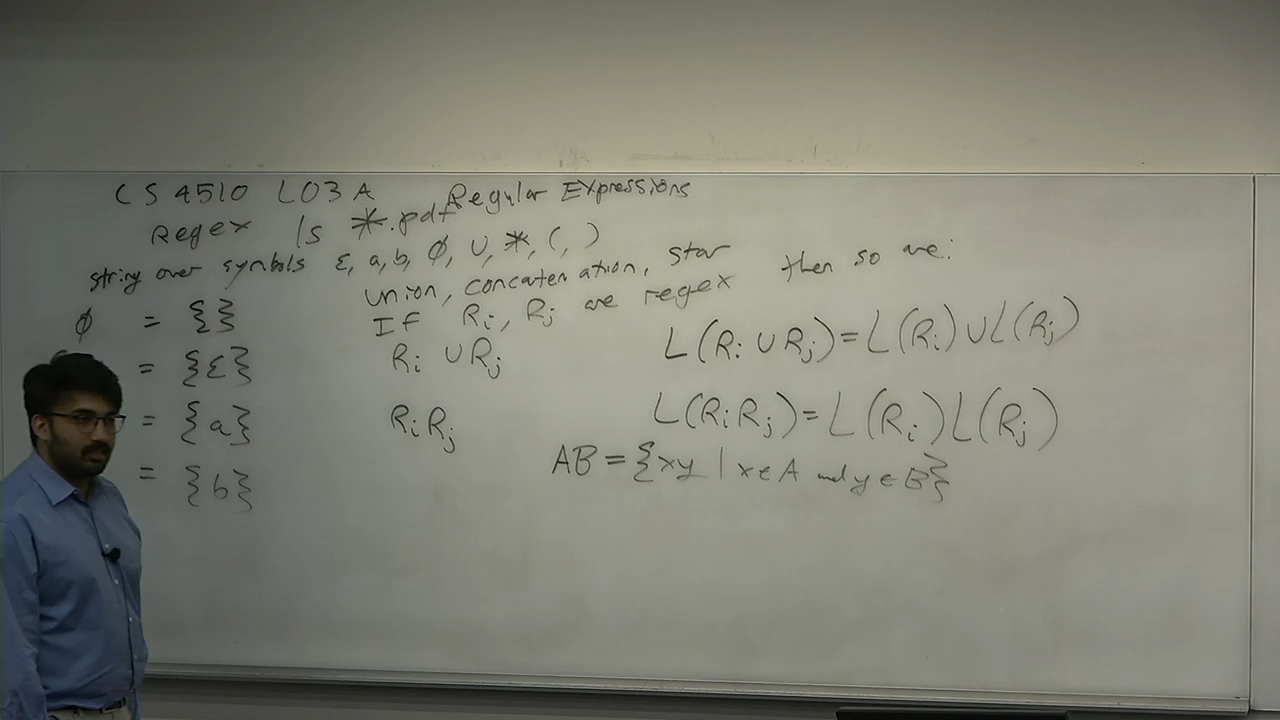 CS 4510 L03A Regular Expressions
Regex ls *.pdf
string over symbols ε, a, b, ∅, ∪, *, (, )
union, concatenation, star
If Ri, Rj are regex then so are:
∅ = {}
= {ε}
= {a}
= {b}
Ri ∪ Rj
L(Ri ∪ Rj) = L(Ri) ∪ L(Rj)
RiRj
L(RiRj) = L(Ri)L(Rj)
AB = {xy | x ∈ A and y ∈ B}